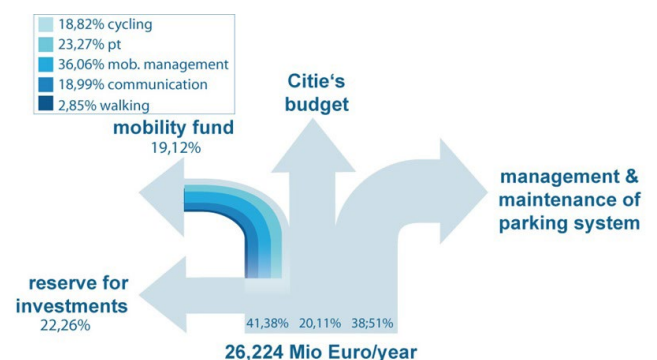 18,82% cycling
23,27% pt
36,06% mob. management
18,99% communication
2,85% walking
mobility fund
19,12%
Citie's
budget
management &
maintenance of
parking system
reserve for
investments
22,26%
41,38% 20,11% 38;51%
26,224 Mio Euro/year